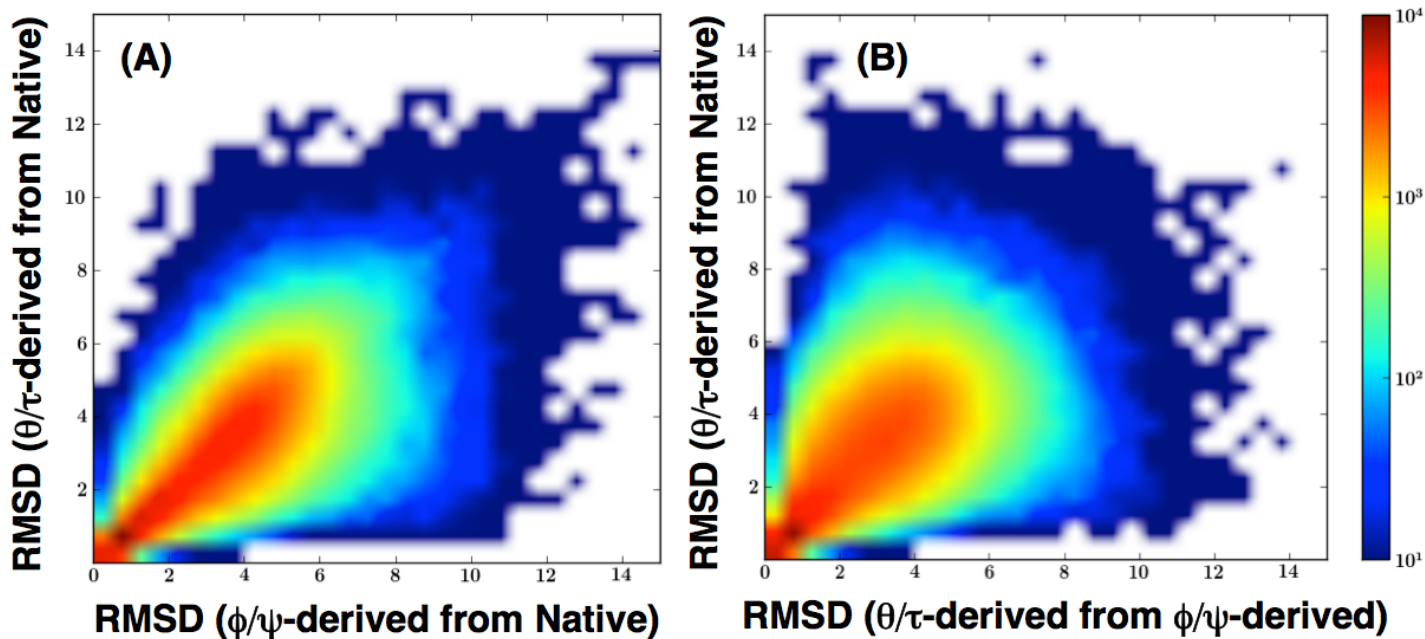 (A)
RMSD (θ/τ-derived from Native)
14
12
10
8
6
4
2
0 2 4 6 8 10 12 14
RMSD (ϕ/ψ-derived from Native)
(B)
RMSD (θ/τ-derived from Native)
14
12
10
8
6
4
2
0 2 4 6 8 10 12 14
RMSD (θ/τ-derived from ϕ/ψ-derived)
10⁴
10³
10²
10¹